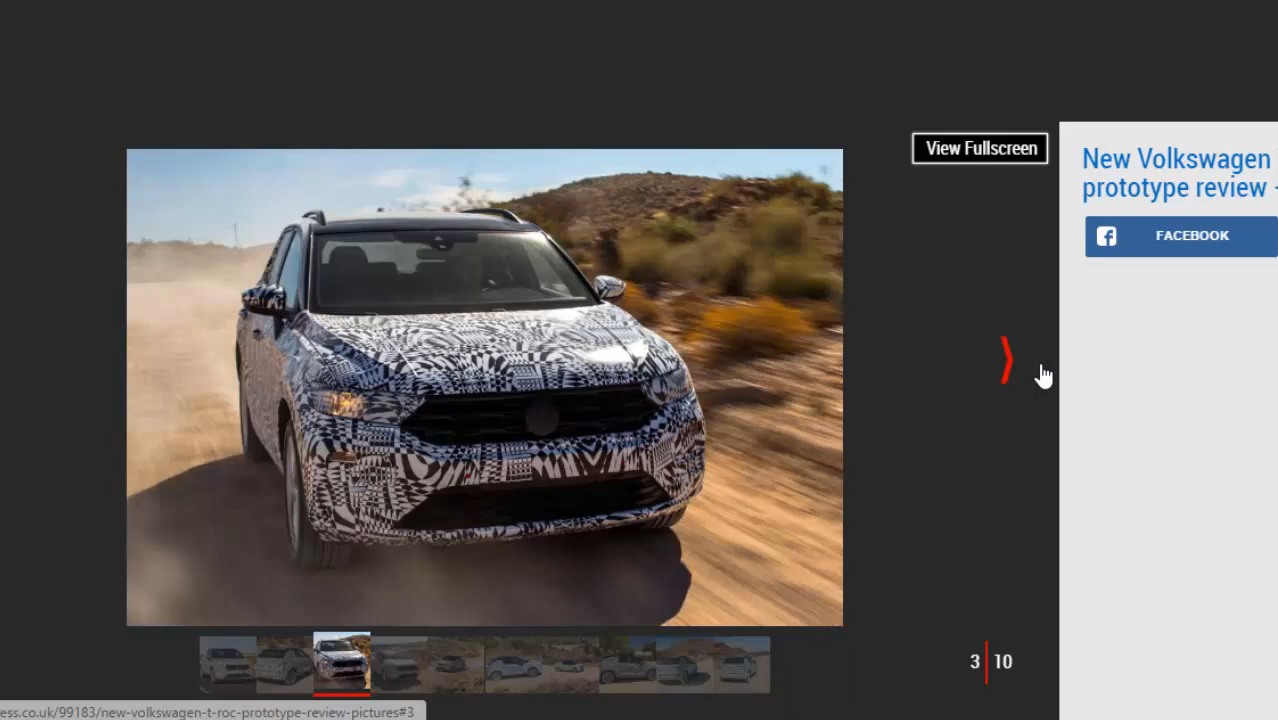 View Fullscreen
New Volkswagen
prototype review -
FACEBOOK
3 10
ess.co.uk/99183/new-volkswagen-t-roc-prototype-review-pictures#3